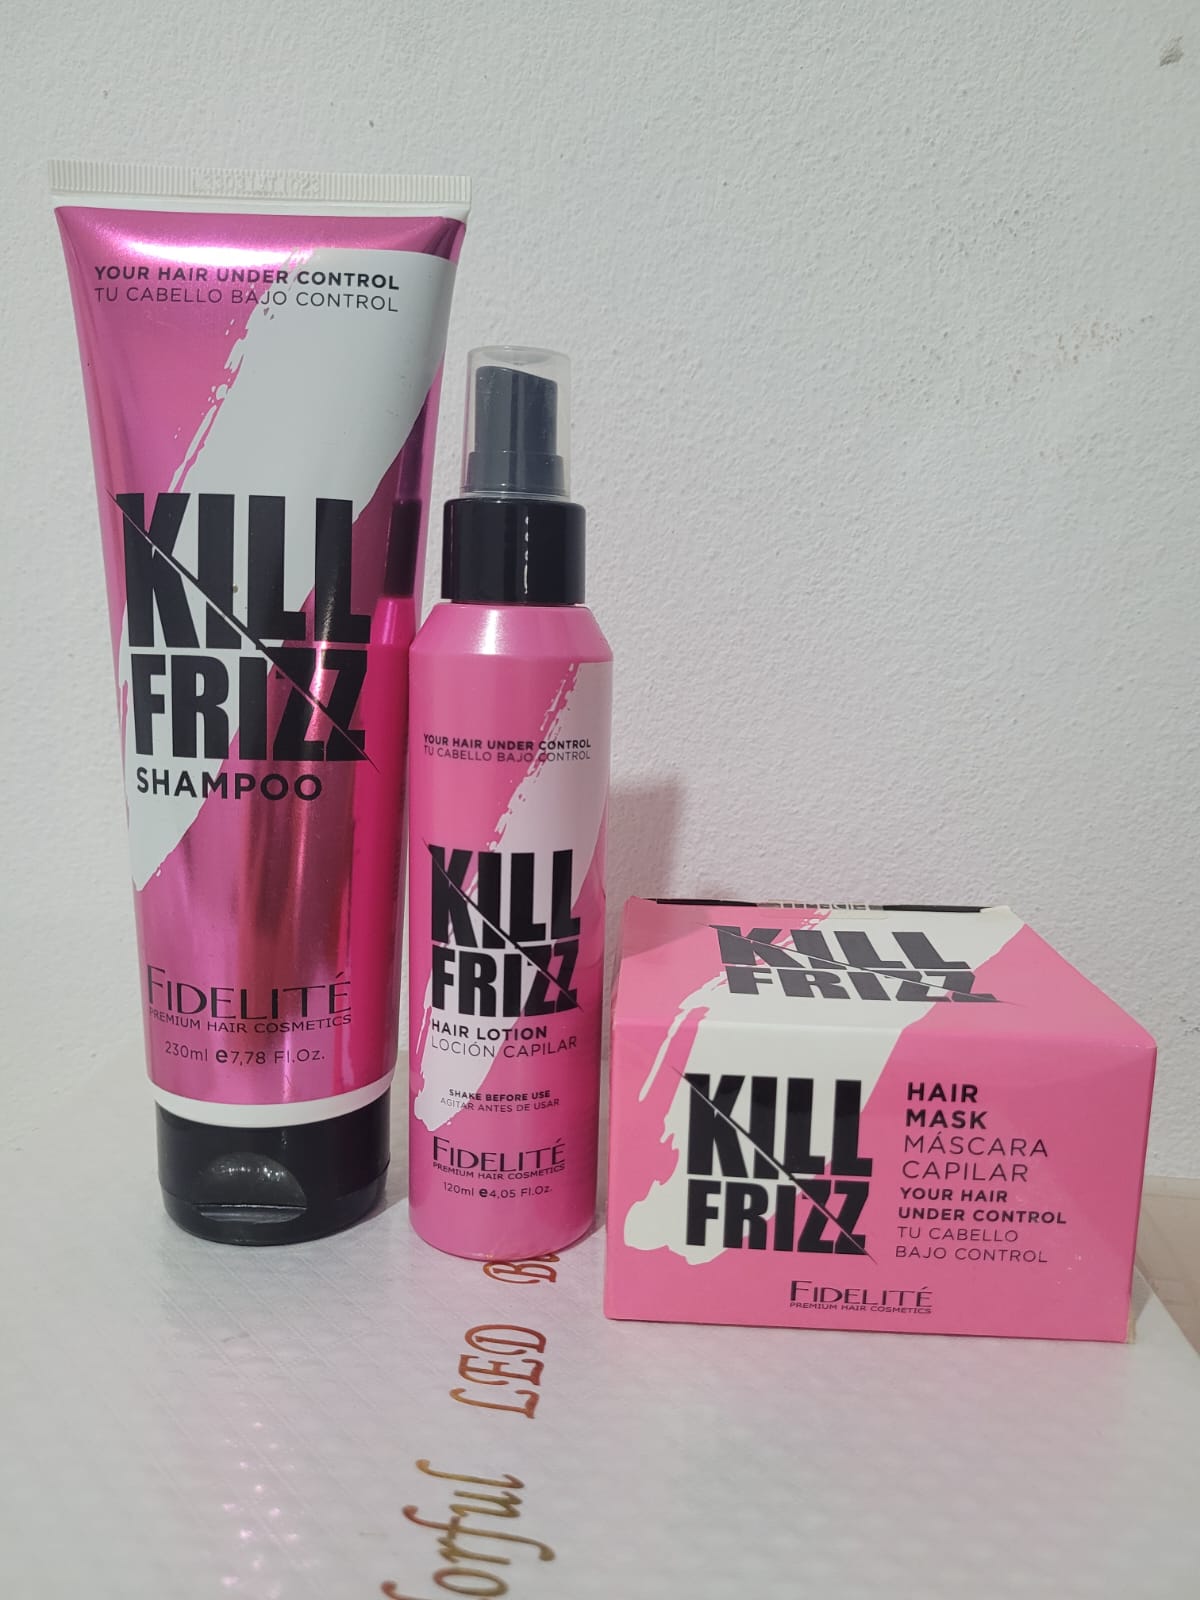 YOUR HAIR UNDER CONTROL
TU CABELLO BAJO CONTROL
KILL
FRIZZ
SHAMPOO
FIDELITÉ
PREMIUM HAIR COSMETICS
230ml e7,78 Fl.Oz.
YOUR HAIR UNDER CONTROL
TU CABELLO BAJO CONTROL
KILL
FRIZZ
HAIR LOTION
LOCIÓN CAPILAR
SHAKE BEFORE USE
AGITAR ANTES DE USAR
FIDELITÉ
PREMIUM HAIR COSMETICS
120ml e4,05 Fl.Oz.
KILL
FRIZZ
KILL
FRIZZ
HAIR
MASK
MÁSCARA
CAPILAR
YOUR HAIR
UNDER CONTROL
TU CABELLO
BAJO CONTROL
FIDELITÉ
PREMIUM HAIR COSMETICS
LED